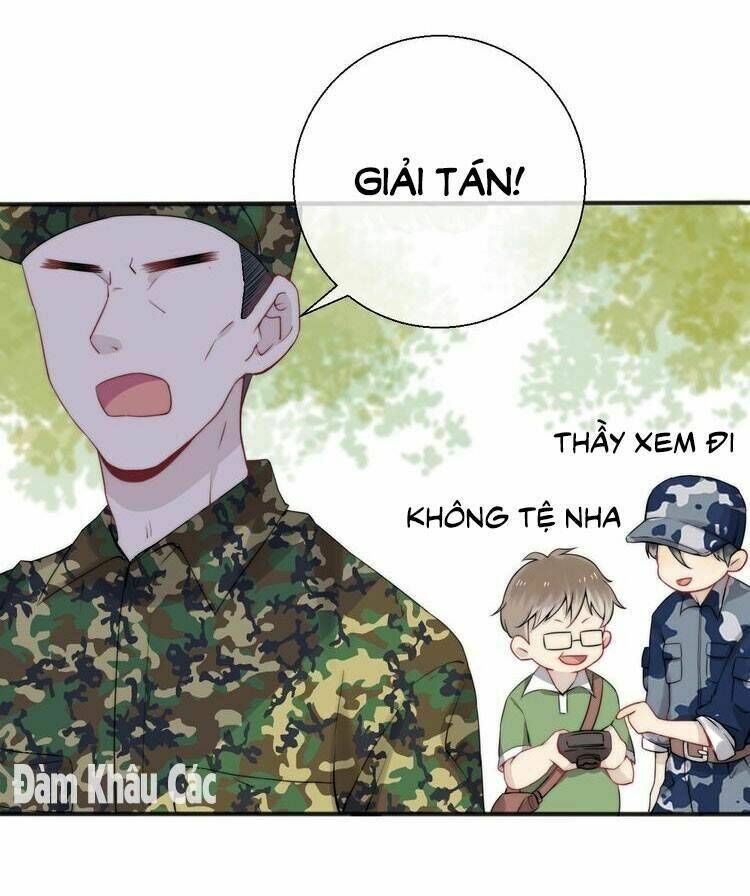 GIẢI TÁN!
THẦY XEM ĐI
KHÔNG TỆ NHA
Đàm Khâu Các